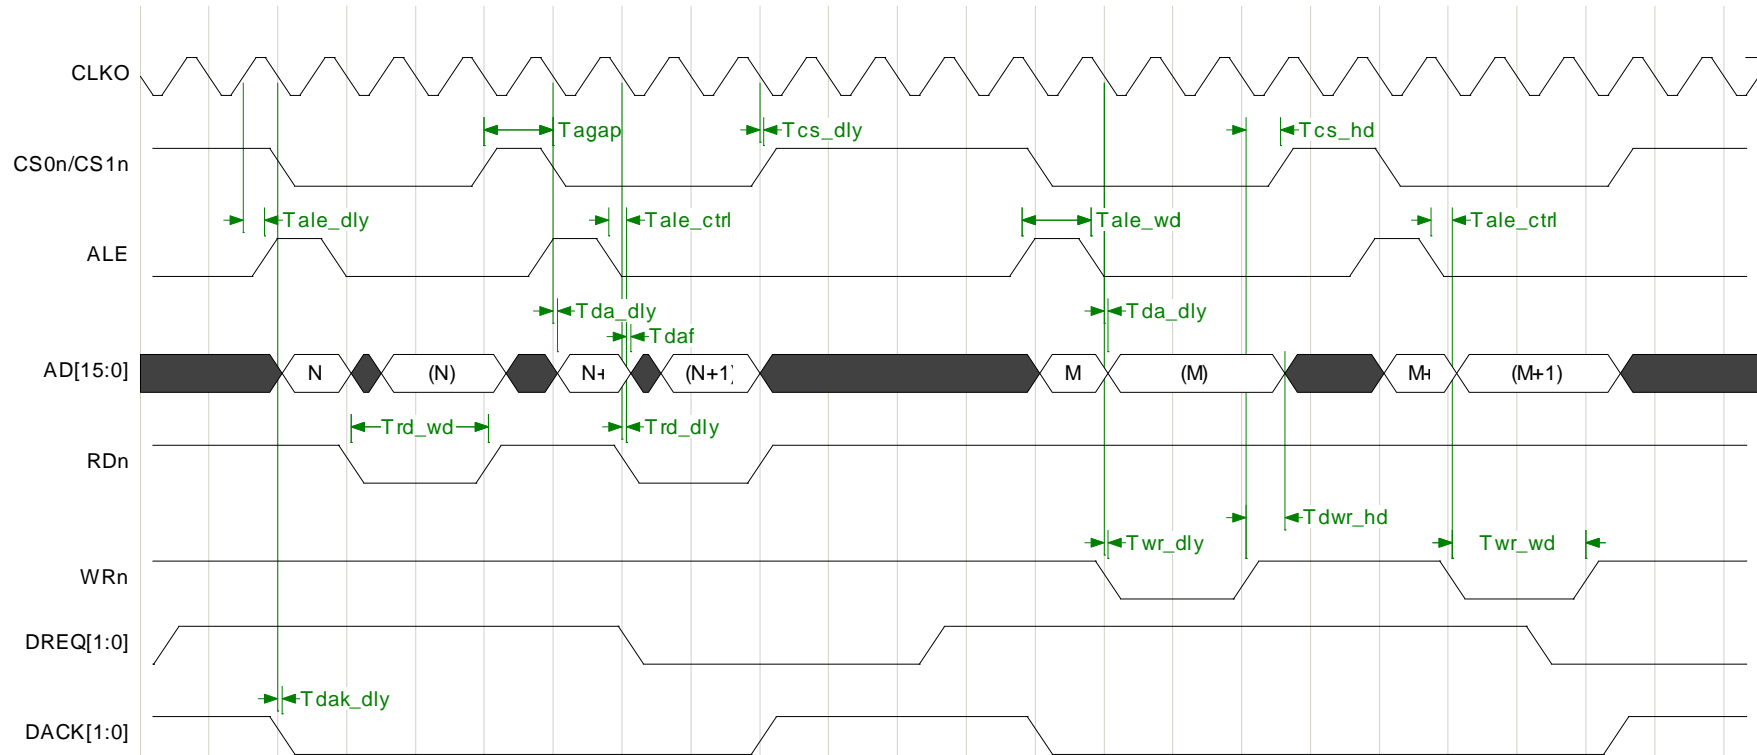 CLKO
Tagap
Tcs_dly
Tcs_hd
CS0n/CS1n
Tale_dly
Tale_ctrl
Tale_wd
Tale_ctrl
ALE
Tda_dly
Tda_dly
Tdaf
AD[15:0]
N
(N)
N+
(N+1)
M
(M)
M+
(M+1)
Trd_wd
Trd_dly
RDn
Tdwr_hd
Twr_dly
Twr_wd
WRn
DREQ[1:0]
Tdak_dly
DACK[1:0]